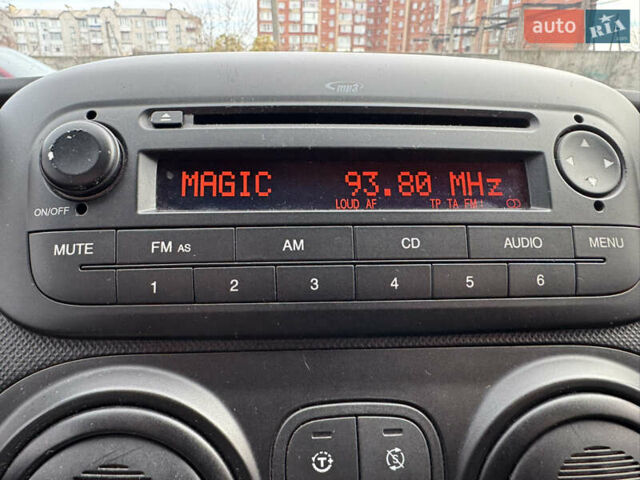 auto RIA .com
mp3
MAGIC 93.80 MHz
LOUD AF TP TA FM1
ON/OFF
MUTE FM AS AM CD AUDIO MENU
1 2 3 4 5 6
T S